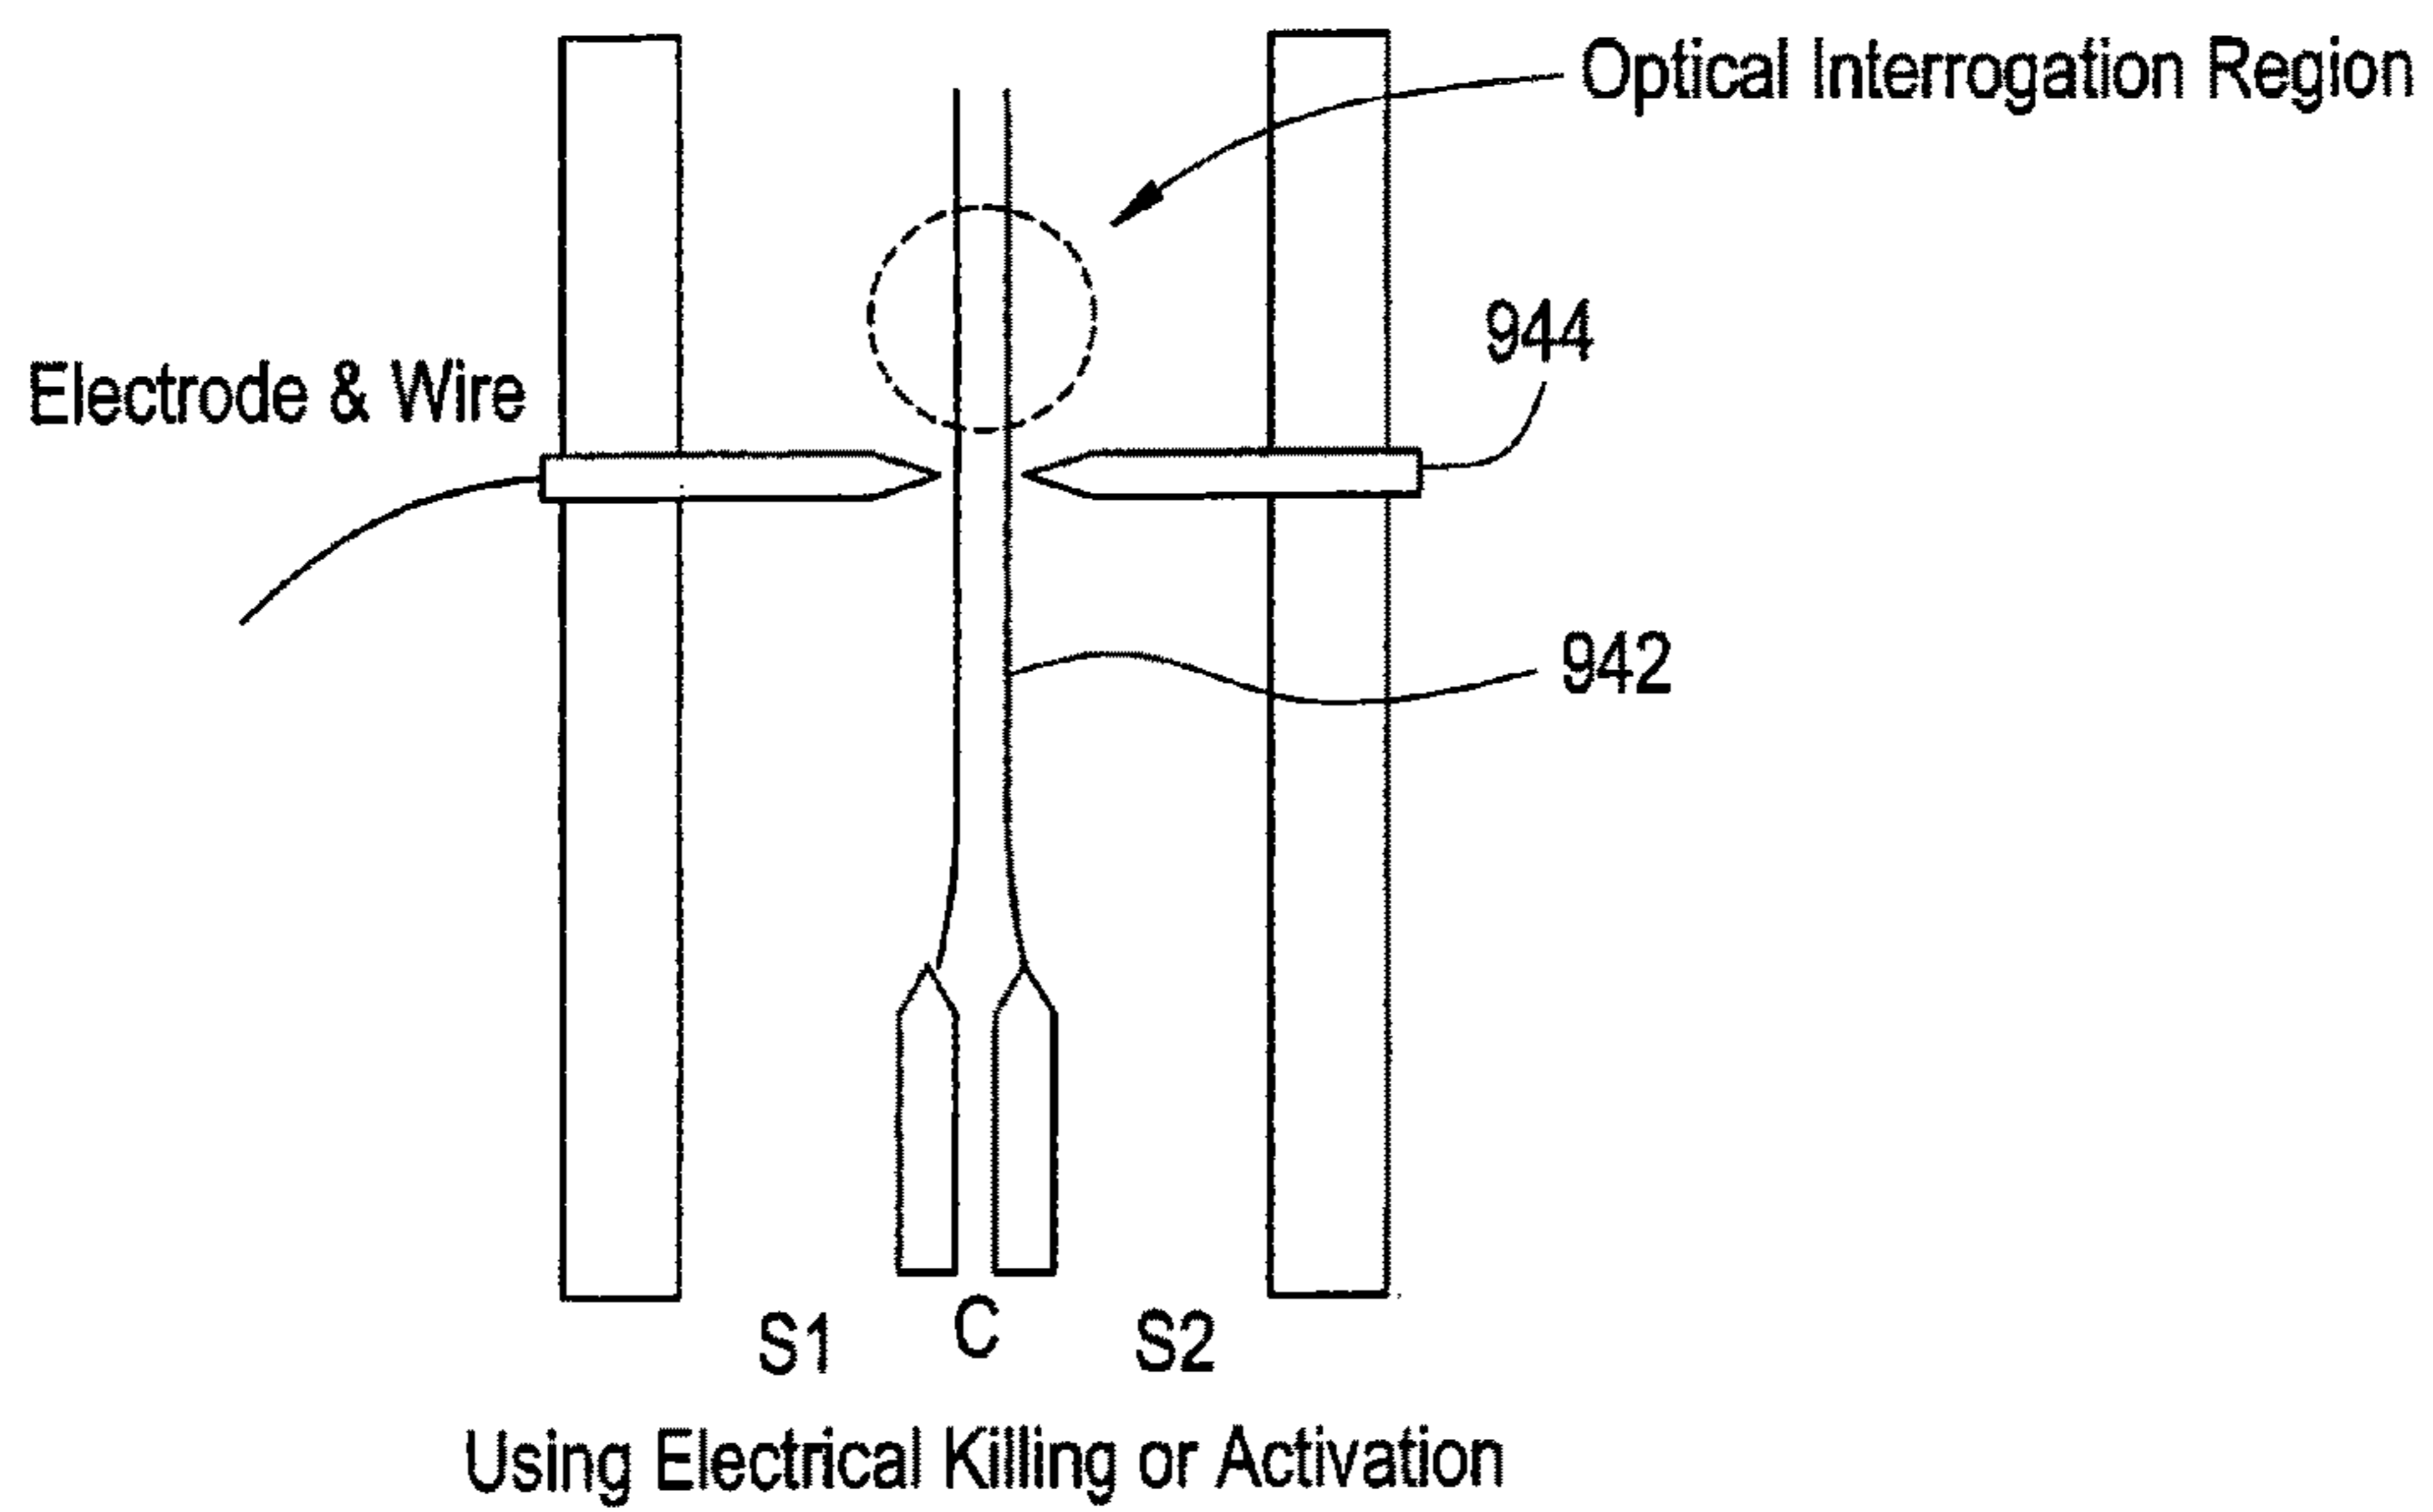 Optical Interrogation Region
944
Electrode & Wire
942
S1 C S2
Using Electrical Killing or Activation